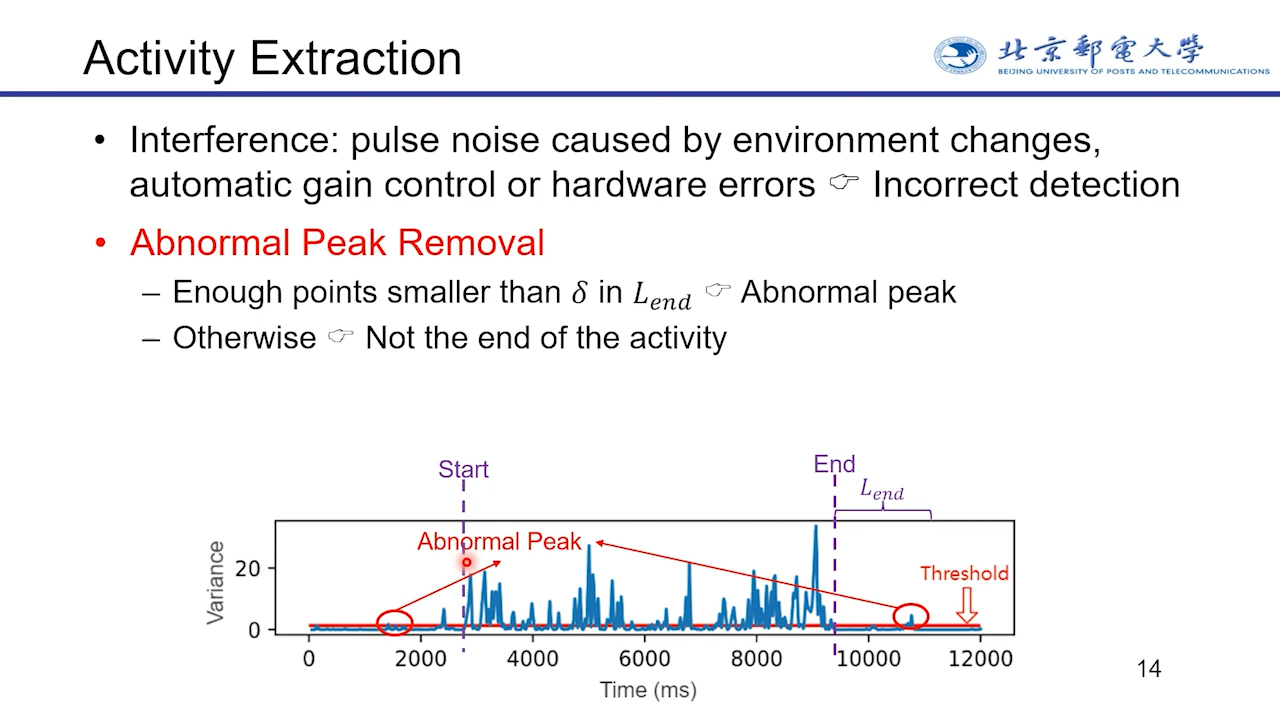 Activity Extraction
北京郵電大學
BEIJING UNIVERSITY OF POSTS AND TELECOMMUNICATIONS
• Interference: pulse noise caused by environment changes,
automatic gain control or hardware errors ☞ Incorrect detection
• Abnormal Peak Removal
– Enough points smaller than δ in L_end ☞ Abnormal peak
– Otherwise ☞ Not the end of the activity
Start
End
L_end
Abnormal Peak
Threshold
Variance
20
0
0 2000 4000 6000 8000 10000 12000
Time (ms)
14